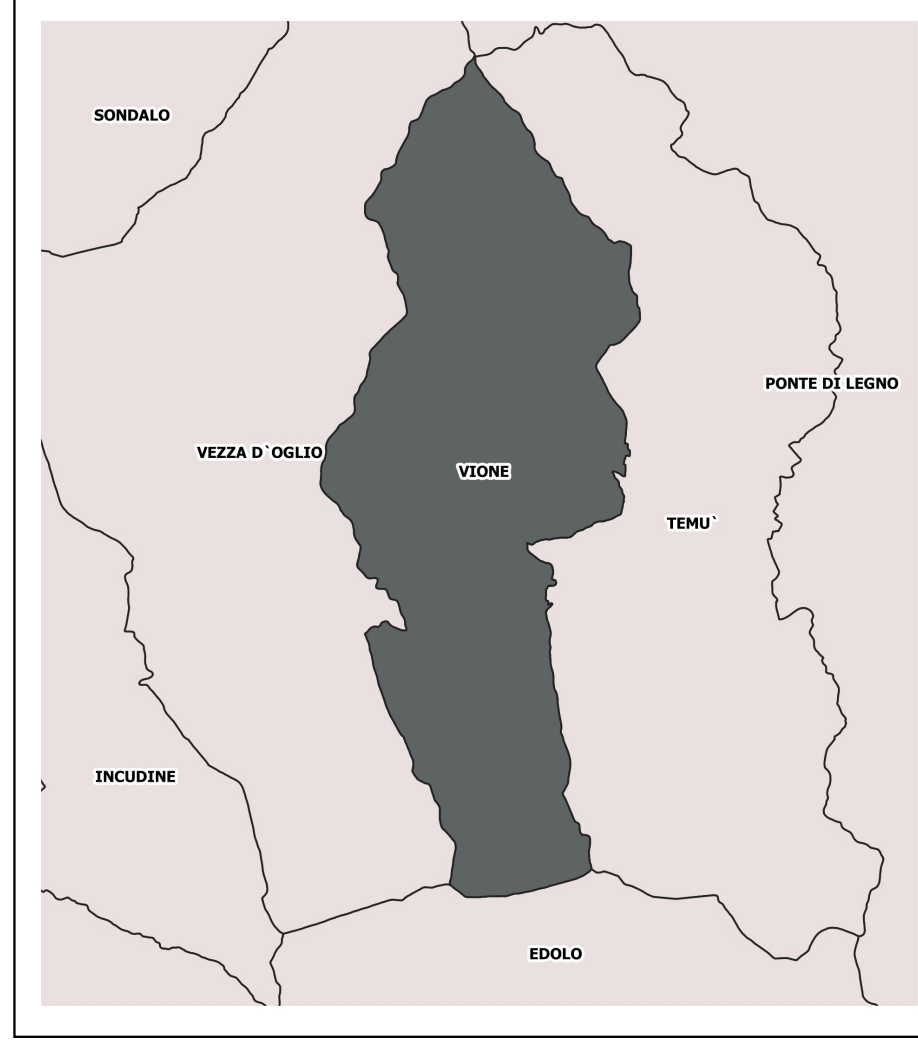 SONDALO
PONTE DI LEGNO
VEZZA D`OGLIO
VIONE
TEMU`
INCUDINE
EDOLO